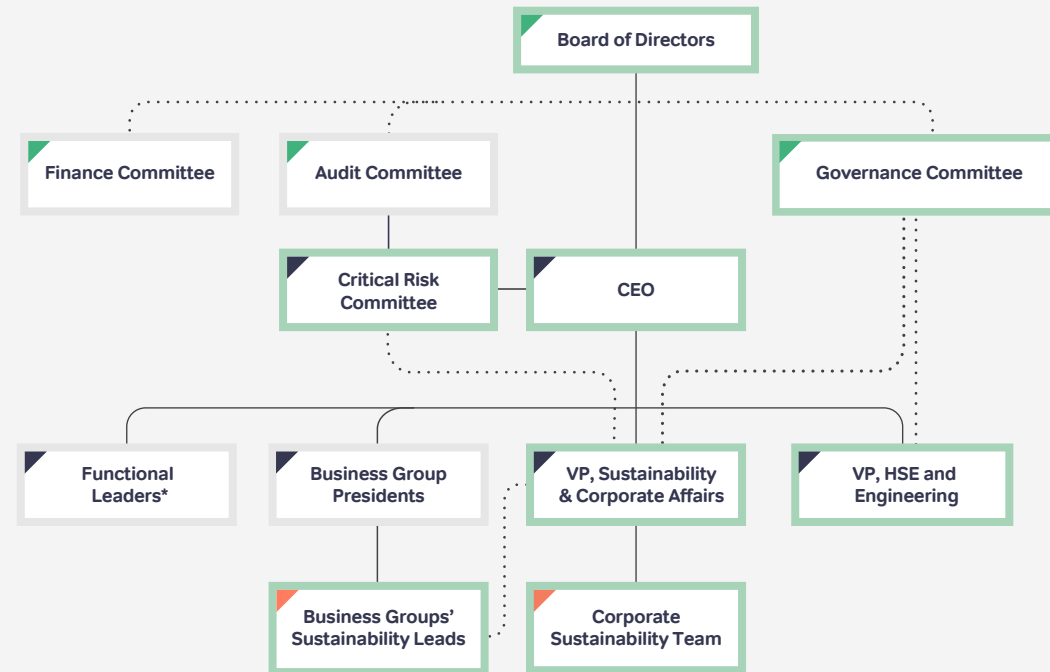 Board of Directors
Finance Committee
Audit Committee
Governance Committee
Critical Risk
Committee
CEO
Functional
Leaders*
Business Group
Presidents
VP, Sustainability
& Corporate Affairs
VP, HSE and
Engineering
Business Groups’
Sustainability Leads
Corporate
Sustainability Team